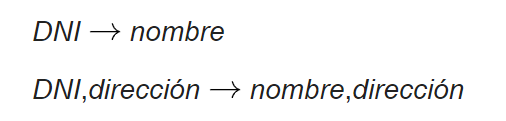 DNI → nombre
DNI,dirección → nombre,dirección